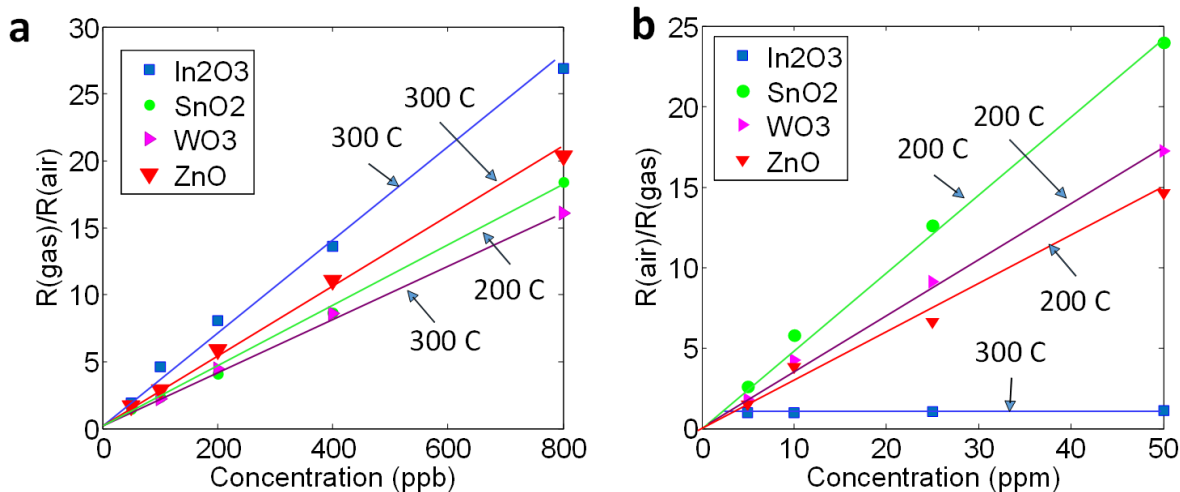 a
30
25
20
15
10
5
0
R(gas)/R(air)
In2O3
SnO2
WO3
ZnO
300 C
300 C
200 C
300 C
0
200
400
600
800
Concentration (ppb)
b
25
20
15
10
5
0
R(air)/R(gas)
In2O3
SnO2
WO3
ZnO
200 C
200 C
200 C
300 C
0
10
20
30
40
50
Concentration (ppm)